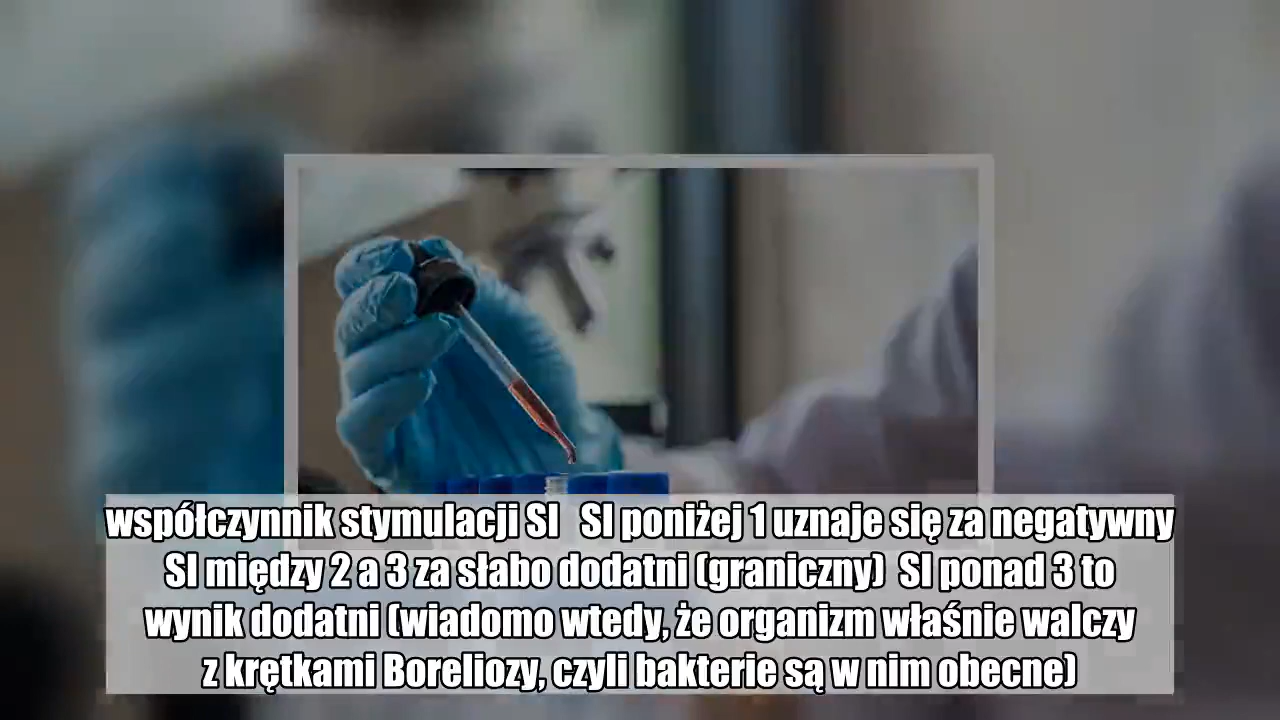 współczynnik stymulacji SI   SI poniżej 1 uznaje się za negatywny
SI między 2 a 3 za słabo dodatni (graniczny)  SI ponad 3 to
wynik dodatni (wiadomo wtedy, że organizm właśnie walczy
z krętkami Boreliozy, czyli bakterie są w nim obecne)